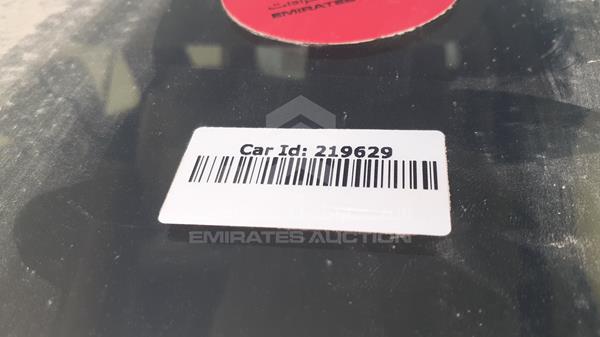 EMIRATES
Car Id: 219629
EMIRATES AUCTION